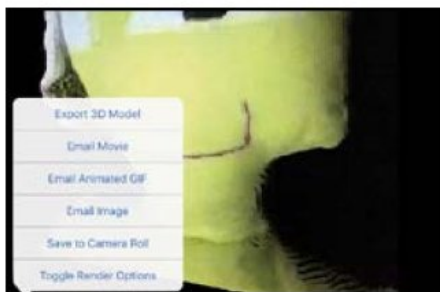 Export 3D Model
Email Movie
Email Animated GIF
Email Image
Save to Camera Roll
Toggle Render Options